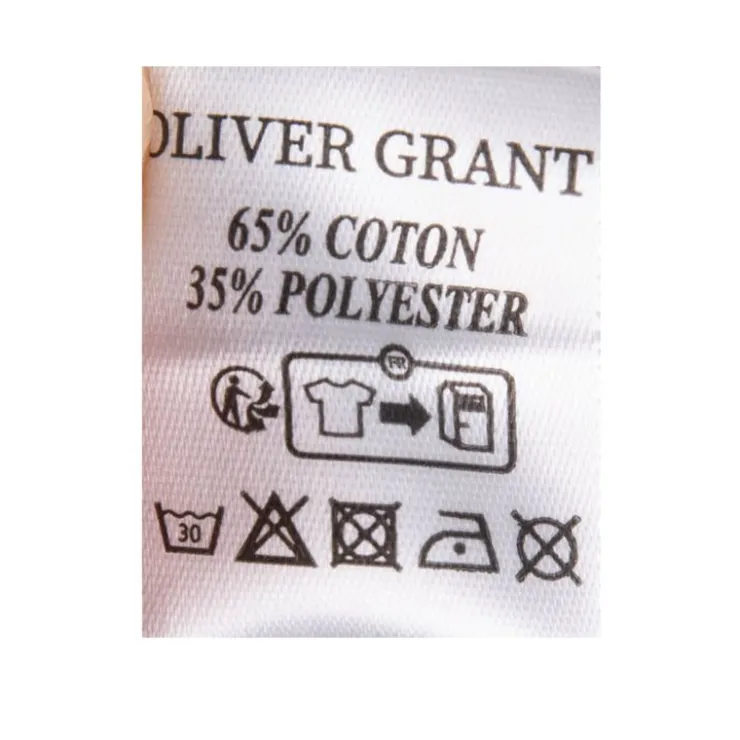 OLIVER GRANT
65% COTON
35% POLYESTER
FR
30